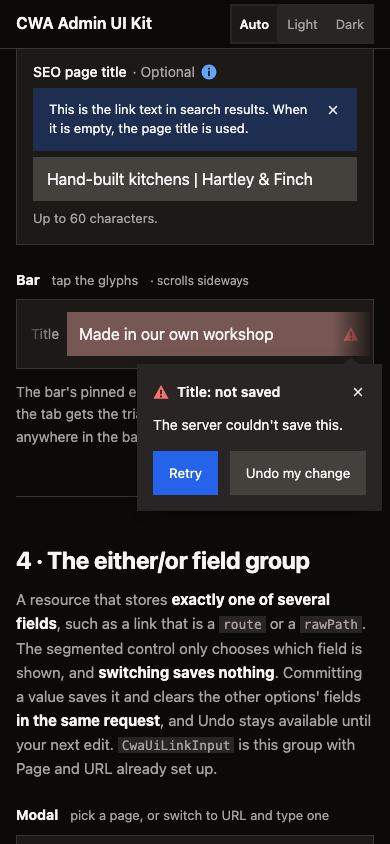 CWA Admin UI Kit
Auto Light Dark
SEO page title · Optional
This is the link text in search results. When
it is empty, the page title is used.
Hand-built kitchens | Hartley & Finch
Up to 60 characters.
Bar tap the glyphs · scrolls sideways
Title Made in our own workshop
The bar's pinned
the tab gets the
anywhere in the
Title: not saved
The server couldn't save this.
Retry Undo my change
4 · The either/or field group
A resource that stores exactly one of several
fields, such as a link that is a route or a rawPath.
The segmented control only chooses which field is
shown, and switching saves nothing. Committing
a value saves it and clears the other options' fields
in the same request, and Undo stays available until
your next edit. CwaUiLinkInput is this group with
Page and URL already set up.
Modal pick a page, or switch to URL and type one